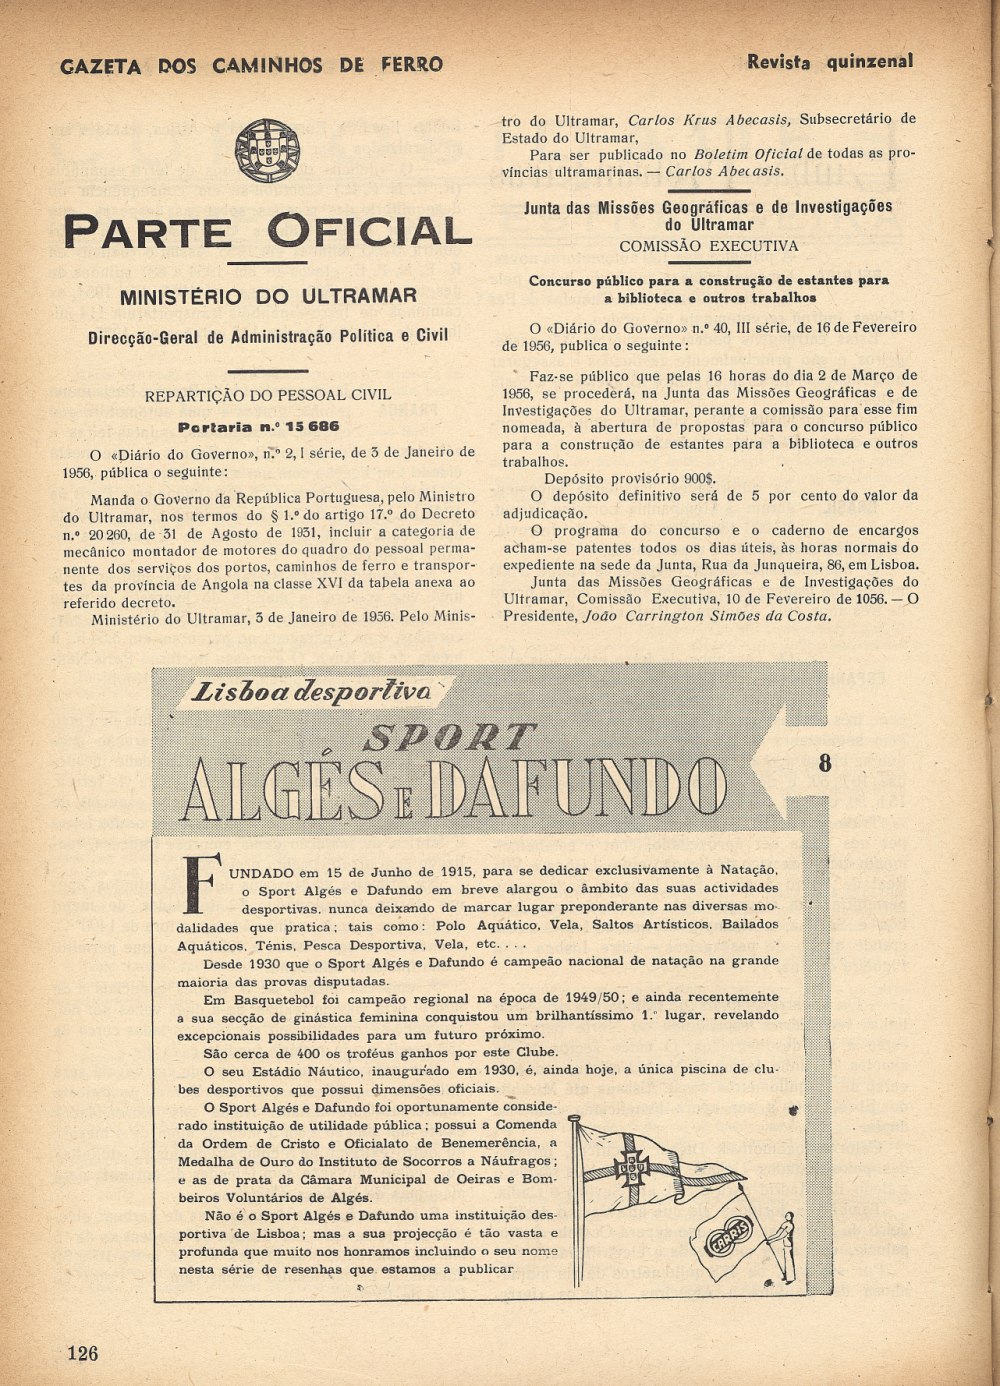 GAZETA DOS CAMINHOS DE FERRO
Revista quinzenal
PARTE OFICIAL
MINISTÉRIO DO ULTRAMAR
Direcção-Geral de Administração Política e Civil
REPARTIÇÃO DO PESSOAL CIVIL
Portaria n.º 15 686
O «Diário do Governo», n.º 2, I série, de 3 de Janeiro de
1956, pública o seguinte:
Manda o Governo da República Portuguesa, pelo Ministro
do Ultramar, nos termos do § 1.º do artigo 17.º do Decreto
n.º 20 260, de 31 de Agosto de 1931, incluir a categoria de
mecânico montador de motores do quadro do pessoal perma-
nente dos serviços dos portos, caminhos de ferro e transpor-
tes da província de Angola na classe XVI da tabela anexa ao
referido decreto.
Ministério do Ultramar, 3 de Janeiro de 1956. Pelo Minis-
tro do Ultramar, Carlos Krus Abecasis, Subsecretário de
Estado do Ultramar,
Para ser publicado no Boletim Oficial de todas as pro-
víncias ultramarinas. — Carlos Abecasis.
Junta das Missões Geográficas e de Investigações
do Ultramar
COMISSÃO EXECUTIVA
Concurso público para a construção de estantes para
a biblioteca e outros trabalhos
O «Diário do Governo» n.º 40, III série, de 16 de Fevereiro
de 1956, publica o seguinte:
Faz-se público que pelas 16 horas do dia 2 de Março de
1956, se procederá, na Junta das Missões Geográficas e de
Investigações do Ultramar, perante a comissão para esse fim
nomeada, à abertura de propostas para o concurso público
para a construção de estantes para a biblioteca e outros
trabalhos.
Depósito provisório 900$.
O depósito definitivo será de 5 por cento do valor da
adjudicação.
O programa do concurso e o caderno de encargos
acham-se patentes todos os dias úteis, às horas normais do
expediente na sede da Junta, Rua da Junqueira, 86, em Lisboa.
Junta das Missões Geográficas e de Investigações do
Ultramar, Comissão Executiva, 10 de Fevereiro de 1056. — O
Presidente, João Carrington Simões da Costa.
Lisboa desportiva
SPORT
ALGÉS E DAFUNDO
8
FUNDADO em 15 de Junho de 1915, para se dedicar exclusivamente à Natação,
o Sport Algés e Dafundo em breve alargou o âmbito das suas actividades
desportivas. nunca deixando de marcar lugar preponderante nas diversas mo-
dalidades que pratica; tais como: Polo Aquático, Vela, Saltos Artísticos, Bailados
Aquáticos, Ténis, Pesca Desportiva, Vela, etc. . . .
Desde 1930 que o Sport Algés e Dafundo é campeão nacional de natação na grande
maioria das provas disputadas.
Em Basquetebol foi campeão regional na época de 1949/50; e ainda recentemente
a sua secção de ginástica feminina conquistou um brilhantíssimo 1.º lugar, revelando
excepcionais possibilidades para um futuro próximo.
São cerca de 400 os troféus ganhos por este Clube.
O seu Estádio Náutico, inaugurado em 1930, é, ainda hoje, a única piscina de clu-
bes desportivos que possui dimensões oficiais.
O Sport Algés e Dafundo foi oportunamente conside-
rado instituição de utilidade pública; possui a Comenda
da Ordem de Cristo e Oficialato de Benemerência, a
Medalha de Ouro do Instituto de Socorros a Náufragos;
e as de prata da Câmara Municipal de Oeiras e Bom-
beiros Voluntários de Algés.
Não é o Sport Algés e Dafundo uma instituição des-
portiva de Lisboa; mas a sua projecção é tão vasta e
profunda que muito nos honramos incluindo o seu nome
nesta série de resenhas que estamos a publicar
CARRIS
126